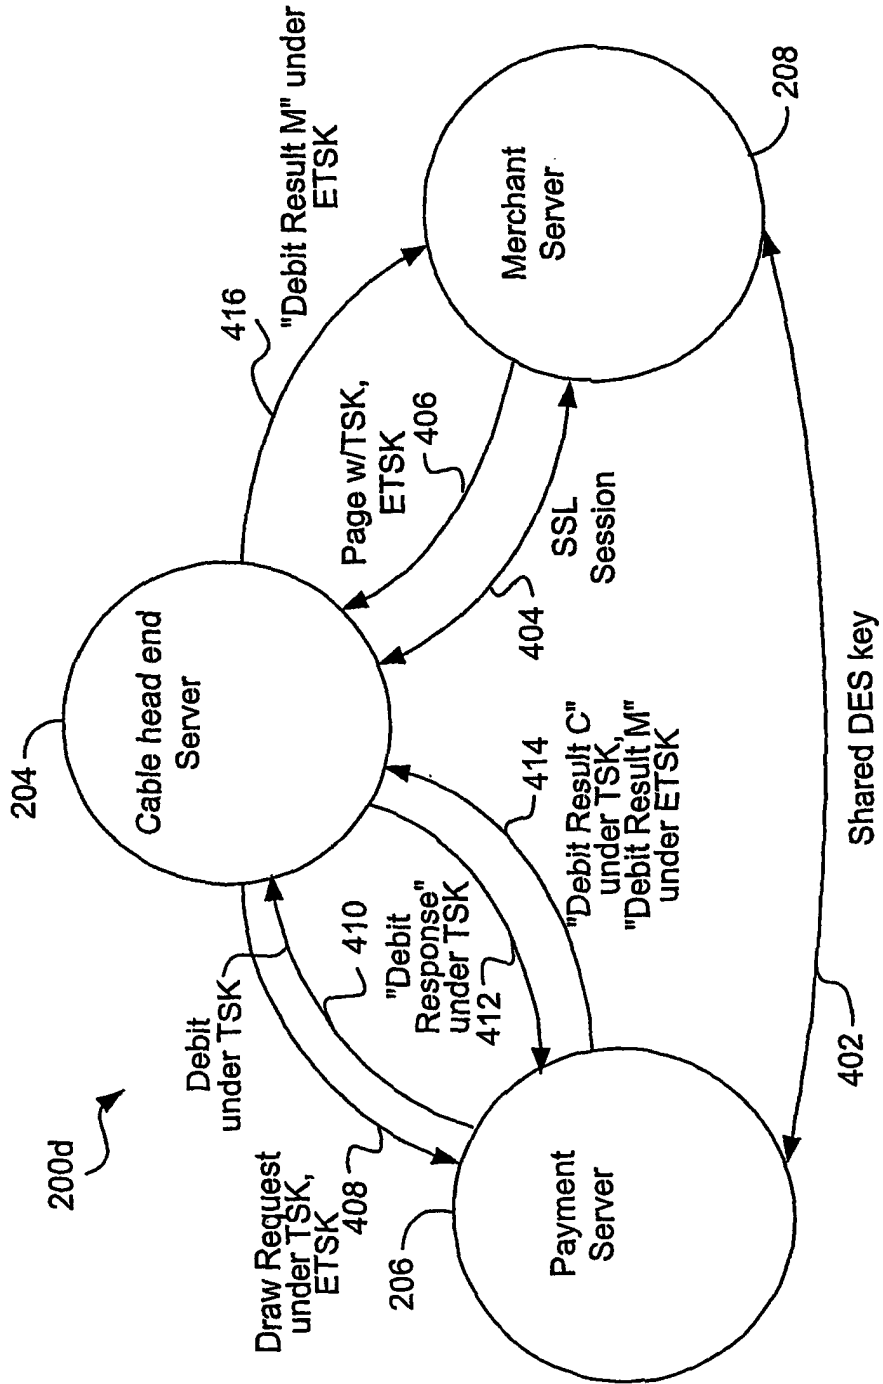 200d
204
Cable head end
Server
416
"Debit Result M" under
ETSK
Page w/TSK,
ETSK
406
SSL
Session
404
Merchant
Server
208
Debit
under TSK
410
Draw Request
under TSK,
ETSK
408
"Debit
Response"
under TSK
412
414
"Debit Result C"
under TSK,
"Debit Result M"
under ETSK
206
Payment
Server
402
Shared DES key